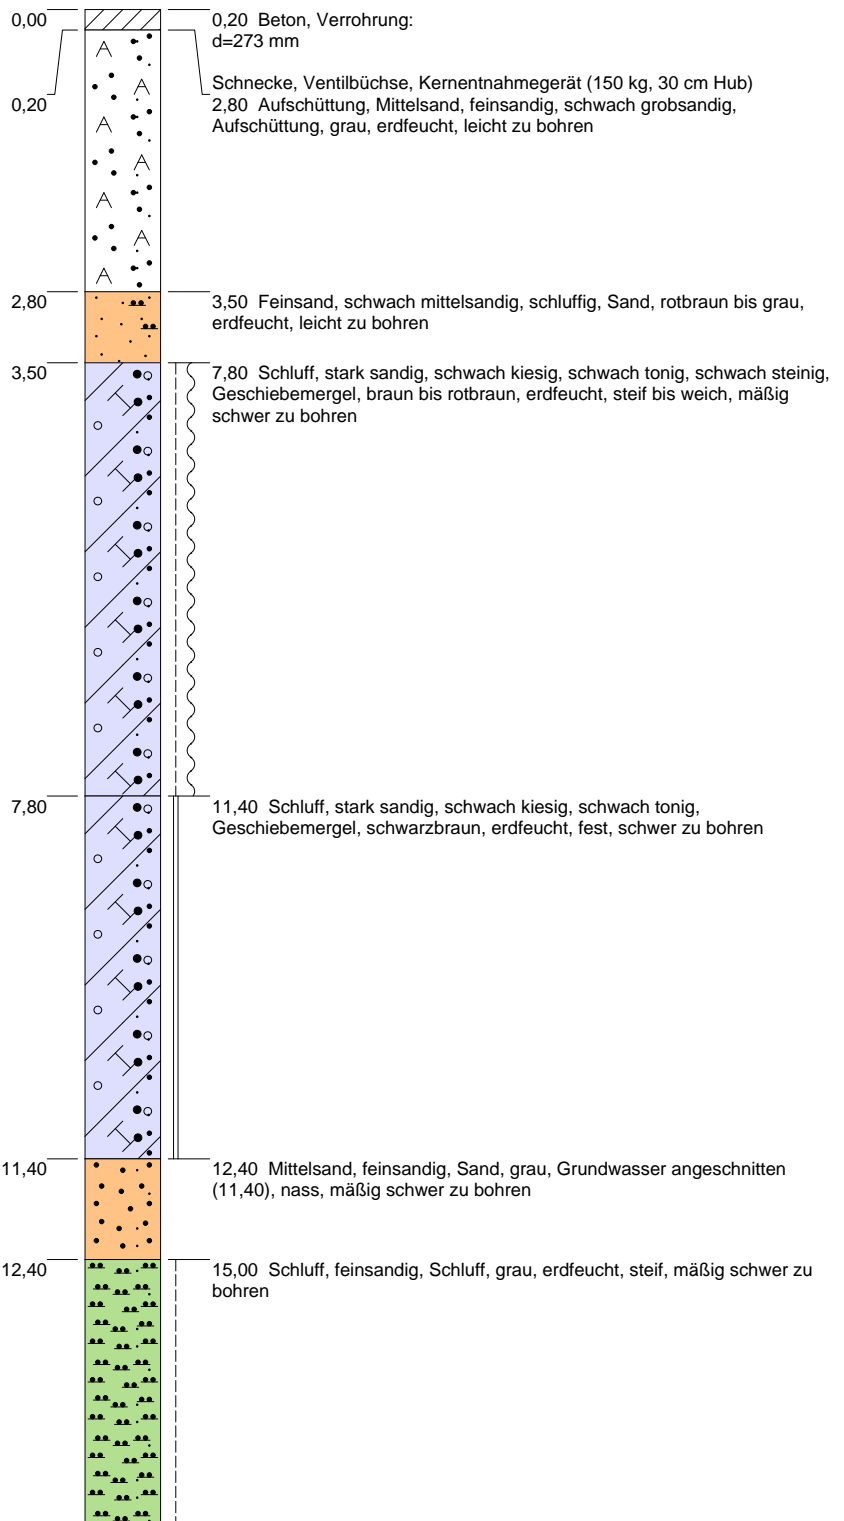 0,00
0,20 Beton, Verrohrung:
d=273 mm
Schnecke, Ventilbüchse, Kernentnahmegerät (150 kg, 30 cm Hub)
0,20
2,80 Aufschüttung, Mittelsand, feinsandig, schwach grobsandig,
Aufschüttung, grau, erdfeucht, leicht zu bohren
A
A
A
A
A
A
A
2,80
3,50 Feinsand, schwach mittelsandig, schluffig, Sand, rotbraun bis grau,
erdfeucht, leicht zu bohren
3,50
7,80 Schluff, stark sandig, schwach kiesig, schwach tonig, schwach steinig,
Geschiebemergel, braun bis rotbraun, erdfeucht, steif bis weich, mäßig
schwer zu bohren
7,80
11,40 Schluff, stark sandig, schwach kiesig, schwach tonig,
Geschiebemergel, schwarzbraun, erdfeucht, fest, schwer zu bohren
11,40
12,40 Mittelsand, feinsandig, Sand, grau, Grundwasser angeschnitten
(11,40), nass, mäßig schwer zu bohren
12,40
15,00 Schluff, feinsandig, Schluff, grau, erdfeucht, steif, mäßig schwer zu
bohren